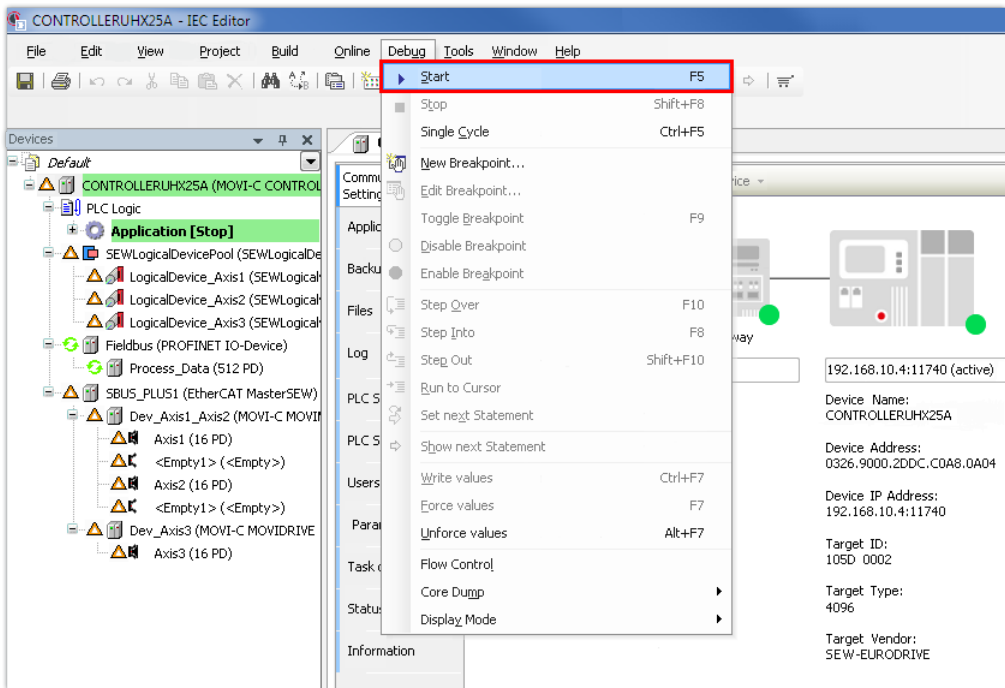 CONTROLLERUHX25A - IEC Editor
File Edit View Project Build Online Debug Tools Window Help
Devices
Default
CONTROLLERUHX25A (MOVI-C CONTROL
PLC Logic
Application [Stop]
SEWLogicalDevicePool (SEWLogicalDe
LogicalDevice_Axis1 (SEWLogical
LogicalDevice_Axis2 (SEWLogical
LogicalDevice_Axis3 (SEWLogical
Fieldbus (PROFINET IO-Device)
Process_Data (512 PD)
SBUS_PLUS1 (EtherCAT MasterSEW)
Dev_Axis1_Axis2 (MOVI-C MOVI
Axis1 (16 PD)
<Empty1> (<Empty>)
Axis2 (16 PD)
<Empty1> (<Empty>)
Dev_Axis3 (MOVI-C MOVIDRIVE
Axis3 (16 PD)
Commu
Setting
Applic
Backu
Files
Log
PLC S
PLC S
Users
Para
Task
Status
Information
Start F5
Stop Shift+F8
Single Cycle Ctrl+F5
New Breakpoint...
Edit Breakpoint...
Toggle Breakpoint F9
Disable Breakpoint
Enable Breakpoint
Step Over F10
Step Into F8
Step Out Shift+F10
Run to Cursor
Set next Statement
Show next Statement
Write values Ctrl+F7
Force values F7
Unforce values Alt+F7
Flow Control
Core Dump
Display Mode
vice
way
192.168.10.4:11740 (active)
Device Name:
CONTROLLERUHX25A
Device Address:
0326.9000.2DDC.C0A8.0A04
Device IP Address:
192.168.10.4:11740
Target ID:
105D 0002
Target Type:
4096
Target Vendor:
SEW-EURODRIVE